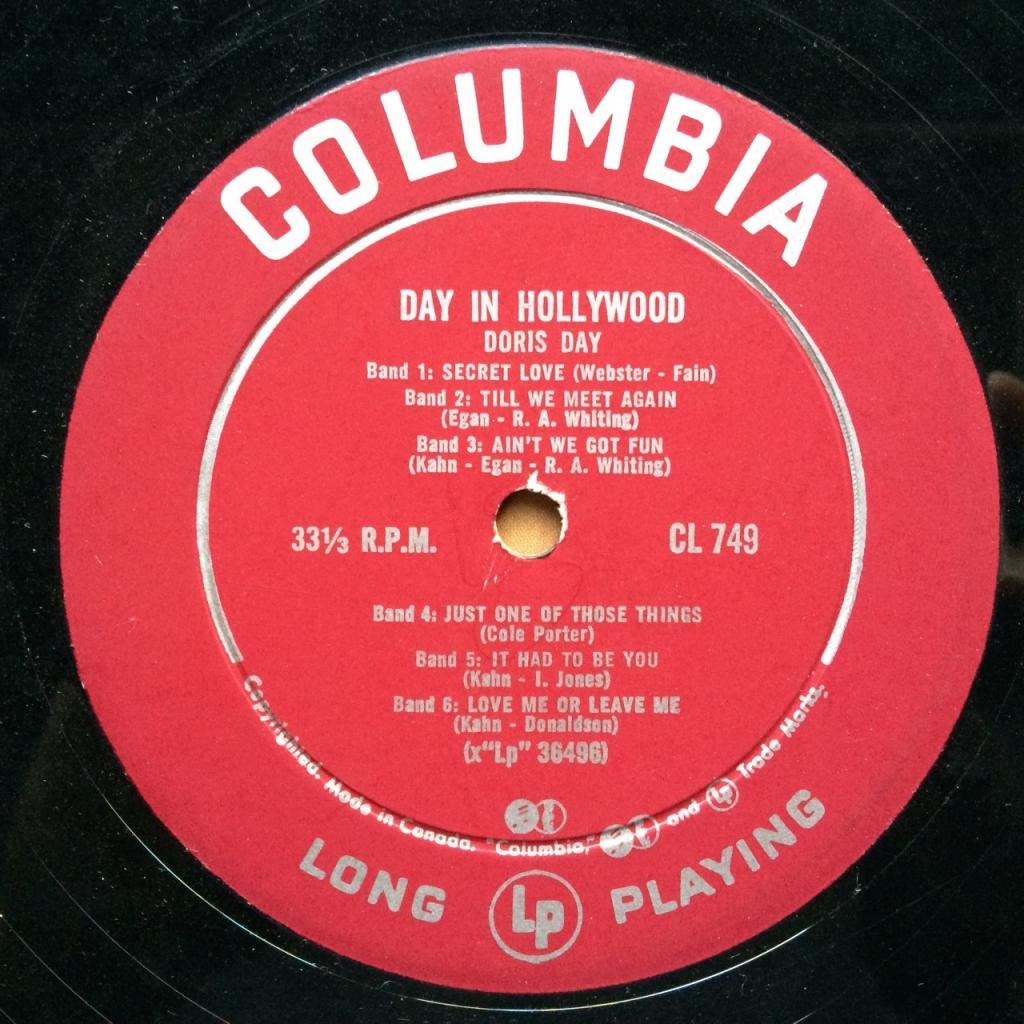 COLUMBIA
DAY IN HOLLYWOOD
DORIS DAY
Band 1: SECRET LOVE (Webster - Fain)
Band 2: TILL WE MEET AGAIN
(Egan - R. A. Whiting)
Band 3: AIN'T WE GOT FUN
(Kahn - Egan - R. A. Whiting)
33⅓ R.P.M.
CL 749
Band 4: JUST ONE OF THOSE THINGS
(Cole Porter)
Band 5: IT HAD TO BE YOU
(Kahn - I. Jones)
Band 6: LOVE ME OR LEAVE ME
(Kahn - Donaldson)
(x"Lp" 36496)
Copyrighted. Made in Canada. "Columbia," and Lp Trade Marks.
LONG Lp PLAYING